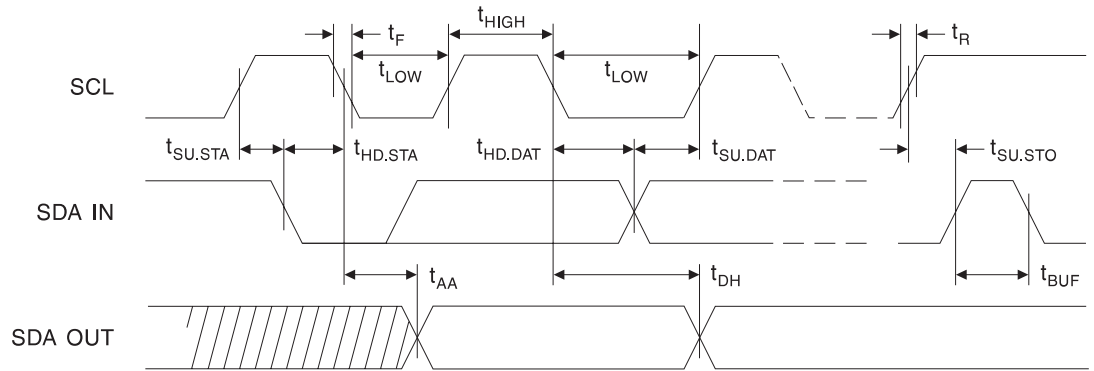 tHIGH
tF
tLOW
tLOW
tR
SCL
tSU.STA
tHD.STA
tHD.DAT
tSU.DAT
tSU.STO
SDA IN
tAA
tDH
tBUF
SDA OUT